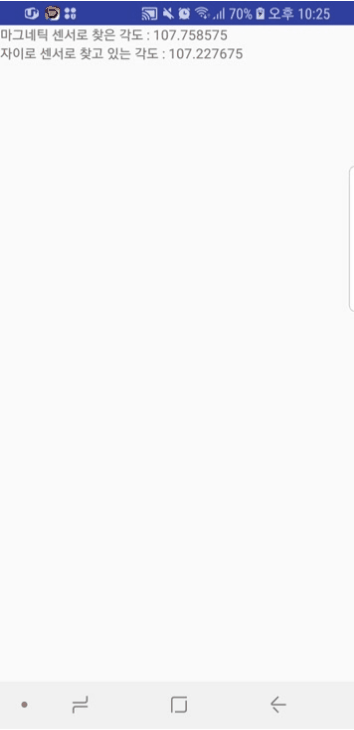 70% 오후 10:25
마그네틱 센서로 찾은 각도 : 107.758575
자이로 센서로 찾고 있는 각도 : 107.227675